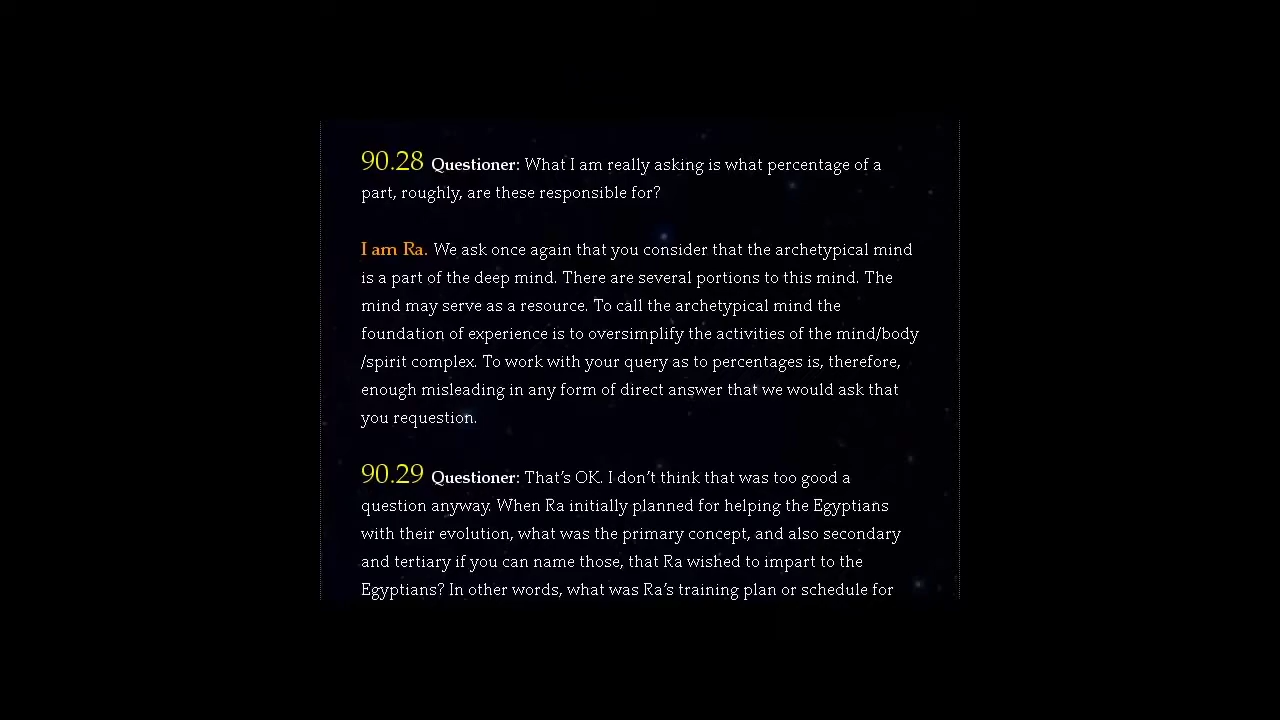 90.28 Questioner: What I am really asking is what percentage of a
part, roughly, are these responsible for?
I am Ra. We ask once again that you consider that the archetypical mind
is a part of the deep mind. There are several portions to this mind. The
mind may serve as a resource. To call the archetypical mind the
foundation of experience is to oversimplify the activities of the mind/body
/spirit complex. To work with your query as to percentages is, therefore,
enough misleading in any form of direct answer that we would ask that
you requestion.
90.29 Questioner: That's OK. I don't think that was too good a
question anyway. When Ra initially planned for helping the Egyptians
with their evolution, what was the primary concept, and also secondary
and tertiary if you can name those, that Ra wished to impart to the
Egyptians? In other words, what was Ra's training plan or schedule for